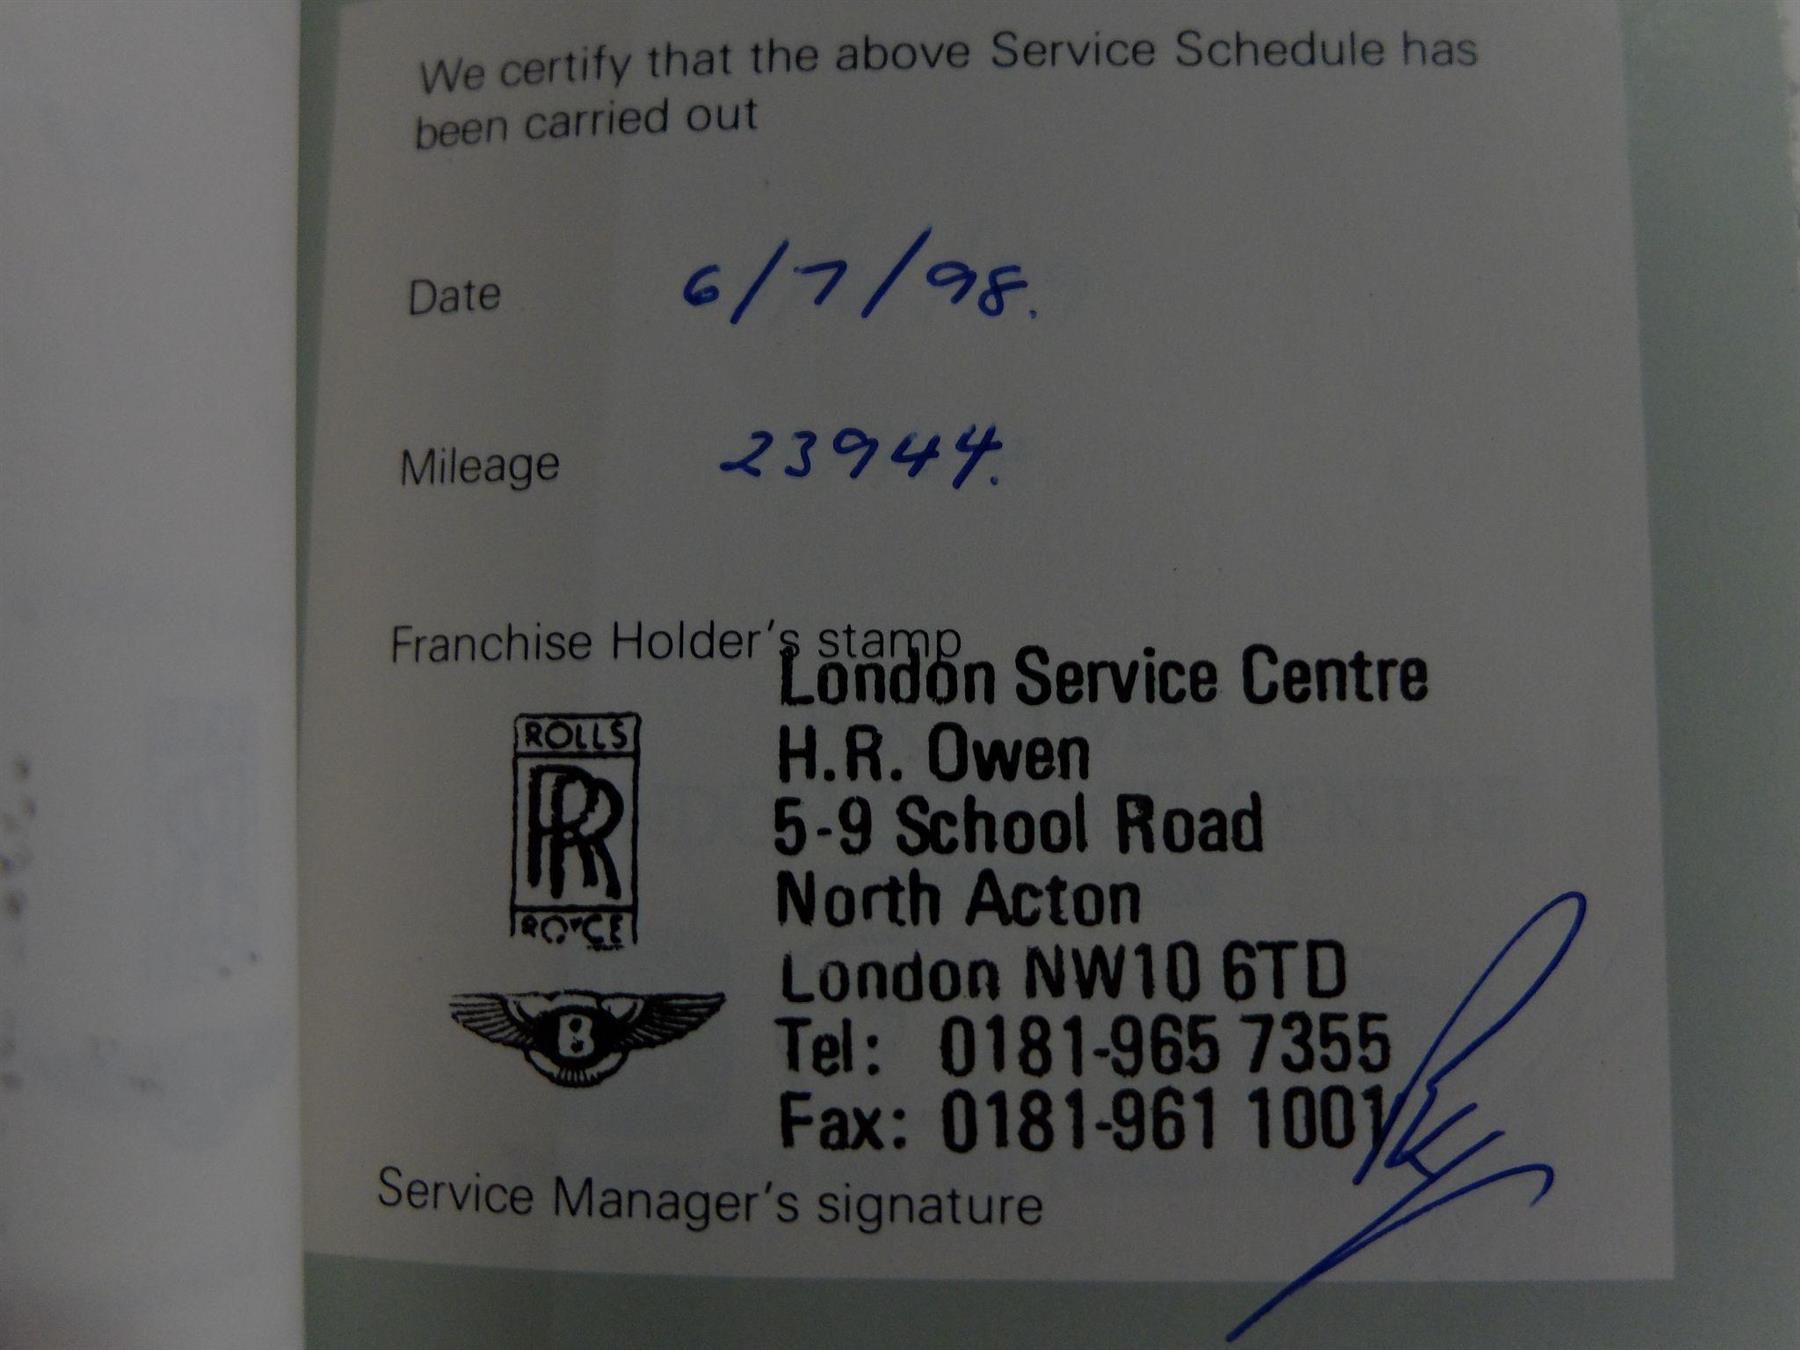 We certify that the above Service Schedule has
been carried out
Date 6/7/98.
Mileage 23944.
Franchise Holder's stamp
London Service Centre
H.R. Owen
5-9 School Road
North Acton
London NW10 6TD
Tel: 0181-965 7355
Fax: 0181-961 1001
ROLLS
RR
ROYCE
B
Service Manager's signature